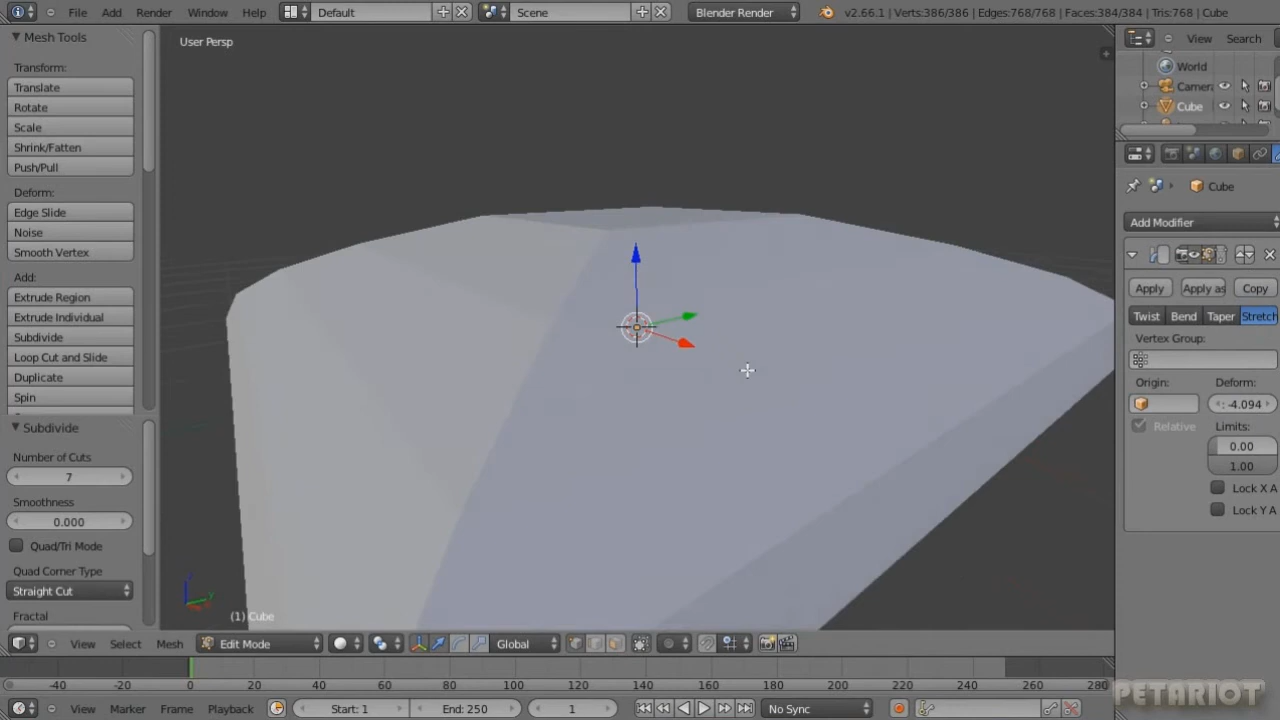 File Add Render Window Help Default Scene Blender Render v2.66.1 | Verts:386/386 | Edges:768/768 | Faces:384/384 | Tris:768 | Cube
Mesh Tools
Transform:
Translate
Rotate
Scale
Shrink/Fatten
Push/Pull
Deform:
Edge Slide
Noise
Smooth Vertex
Add:
Extrude Region
Extrude Individual
Subdivide
Loop Cut and Slide
Duplicate
Spin
Subdivide
Number of Cuts
7
Smoothness
0.000
Quad/Tri Mode
Quad Corner Type
Straight Cut
Fractal
User Persp
(1) Cube
View Select Mesh Edit Mode Global
View Search
World
Camer
Cube
Cube
Add Modifier
Apply Apply as Copy
Twist Bend Taper Stretch
Vertex Group:
Origin: Deform:
: -4.094
Relative Limits:
0.00
1.00
Lock X A
Lock Y A
-40 -20 0 20 40 60 80 100 120 140 160 180 200 220 240 260 280
View Marker Frame Playback Start: 1 End: 250 1 No Sync
PETARIOT